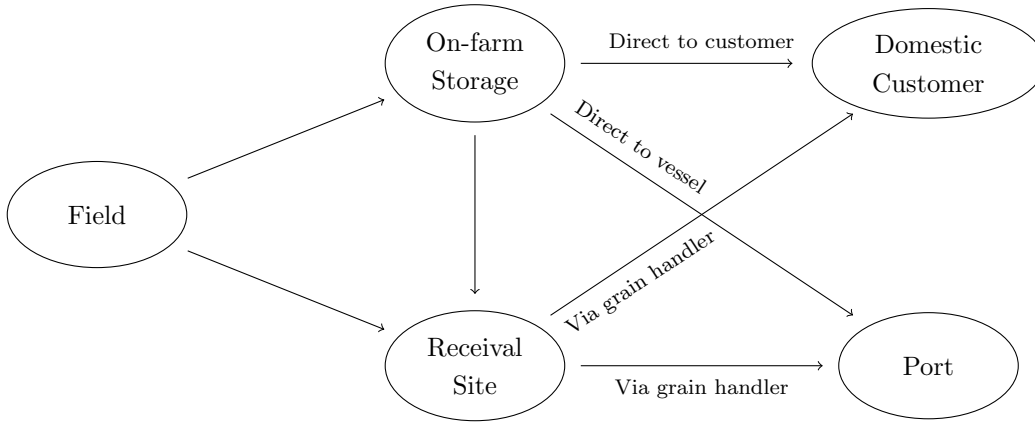 On-farm
Storage
Direct to customer
Domestic
Customer
Direct to vessel
Field
Via grain handler
Receival
Site
Via grain handler
Port